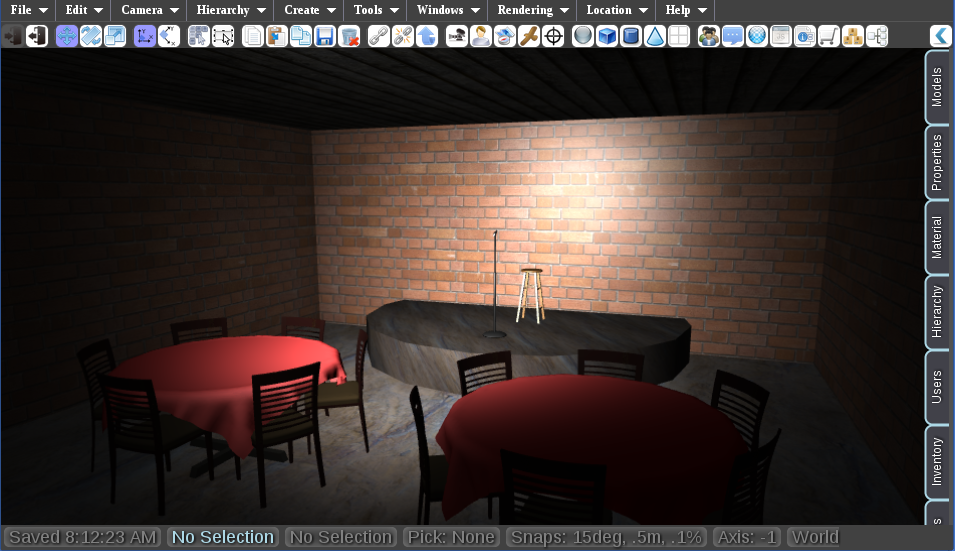 File Edit Camera Hierarchy Create Tools Windows Rendering Location Help
Models
Properties
Material
Hierarchy
Users
Inventory
Saved 8:12:23 AM No Selection No Selection Pick: None Snaps: 15deg, .5m, .1% Axis: -1 World